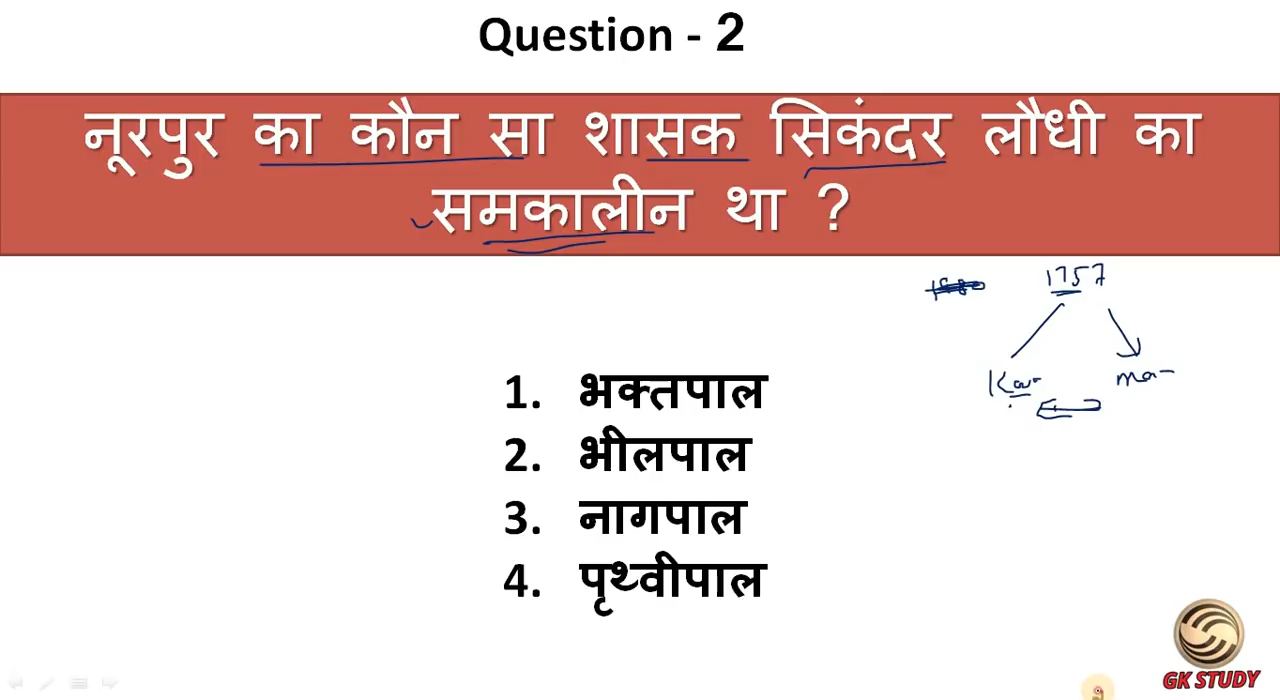 Question - 2
नूरपुर का कौन सा शासक सिकंदर लौधी का
समकालीन था ?
1757
1. भक्तपाल
2. भीलपाल
3. नागपाल
4. पृथ्वीपाल
GK STUDY